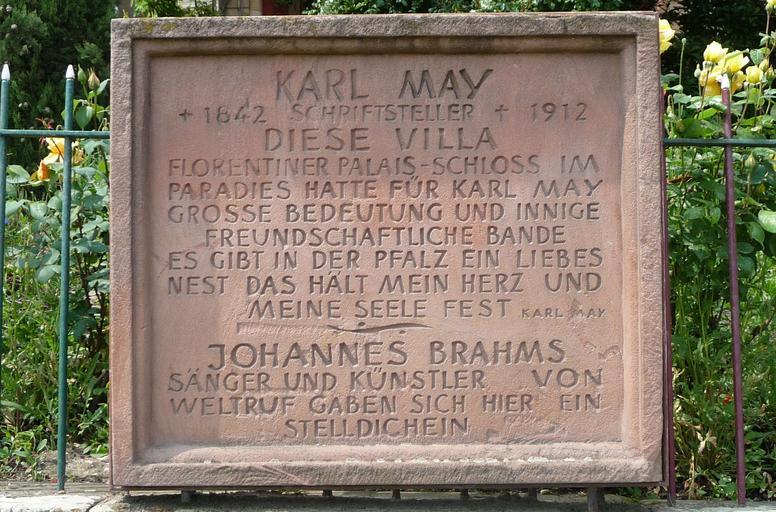 KARL MAY
+ 1842 SCHRIFTSTELLER + 1912
DIESE VILLA
FLORENTINER PALAIS-SCHLOSS IM
PARADIES HATTE FÜR KARL MAY
GROSSE BEDEUTUNG UND INNIGE
FREUNDSCHAFTLICHE BANDE
ES GIBT IN DER PFALZ EIN LIEBES
NEST DAS HÄLT MEIN HERZ UND
MEINE SEELE FEST KARL MAY
JOHANNES BRAHMS
SÄNGER UND KÜNSTLER VON
WELTRUF GABEN SICH HIER EIN
STELLDICHEIN